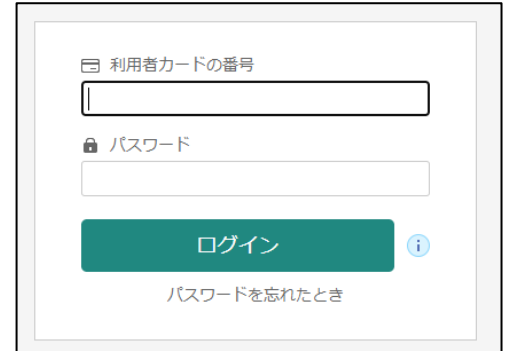 利用者カードの番号
パスワード
ログイン
i
パスワードを忘れたとき